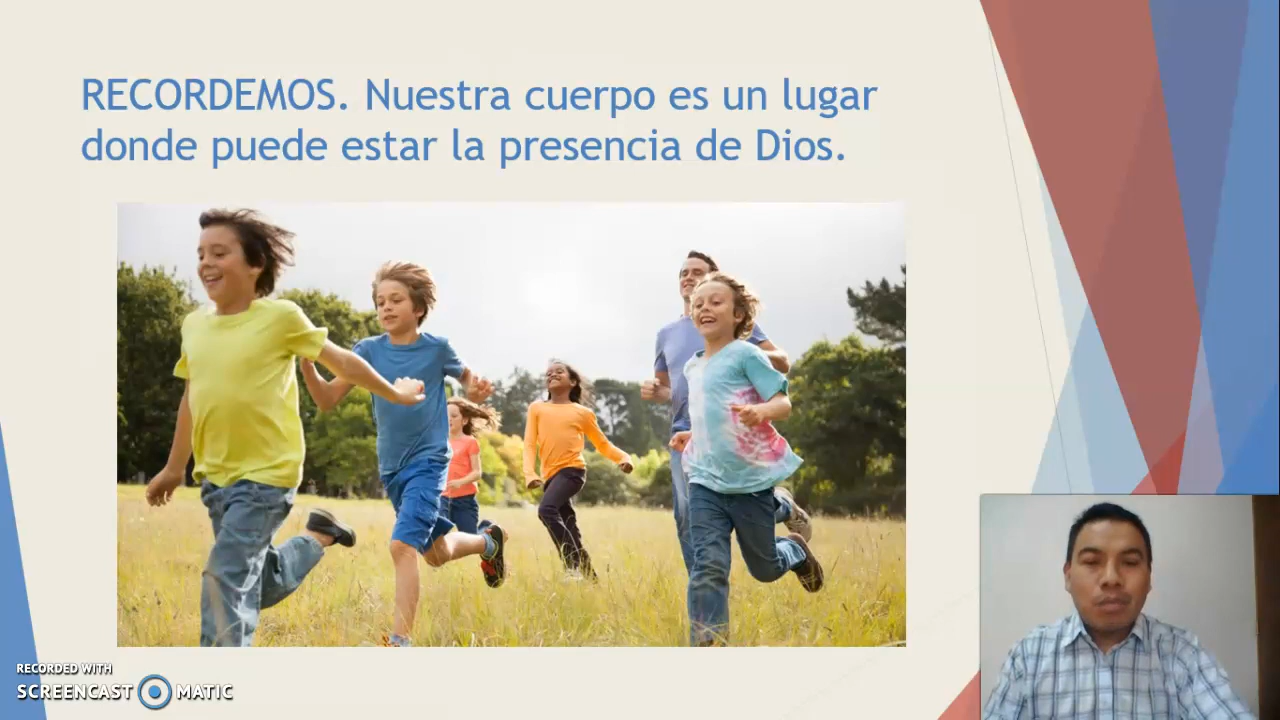 RECORDEMOS. Nuestra cuerpo es un lugar
donde puede estar la presencia de Dios.
RECORDED WITH
SCREENCAST MATIC